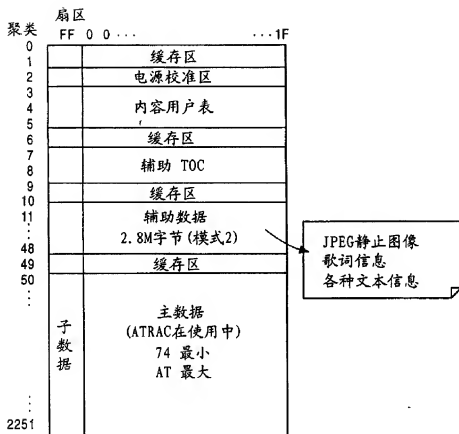 扇区
聚类 FF 0 0 ··· ···1F
0
1 缓存区
2 电源校准区
3
4 内容用户表
5
6 缓存区
7
8 辅助 TOC
9 缓存区
10
11 辅助数据
: 2.8M字节(模式2)
48
49 缓存区
50
:
:
子数据
主数据
(ATRAC在使用中)
74 最小
AT 最大
:
:
2251
JPEG静止图像
歌词信息
各种文本信息